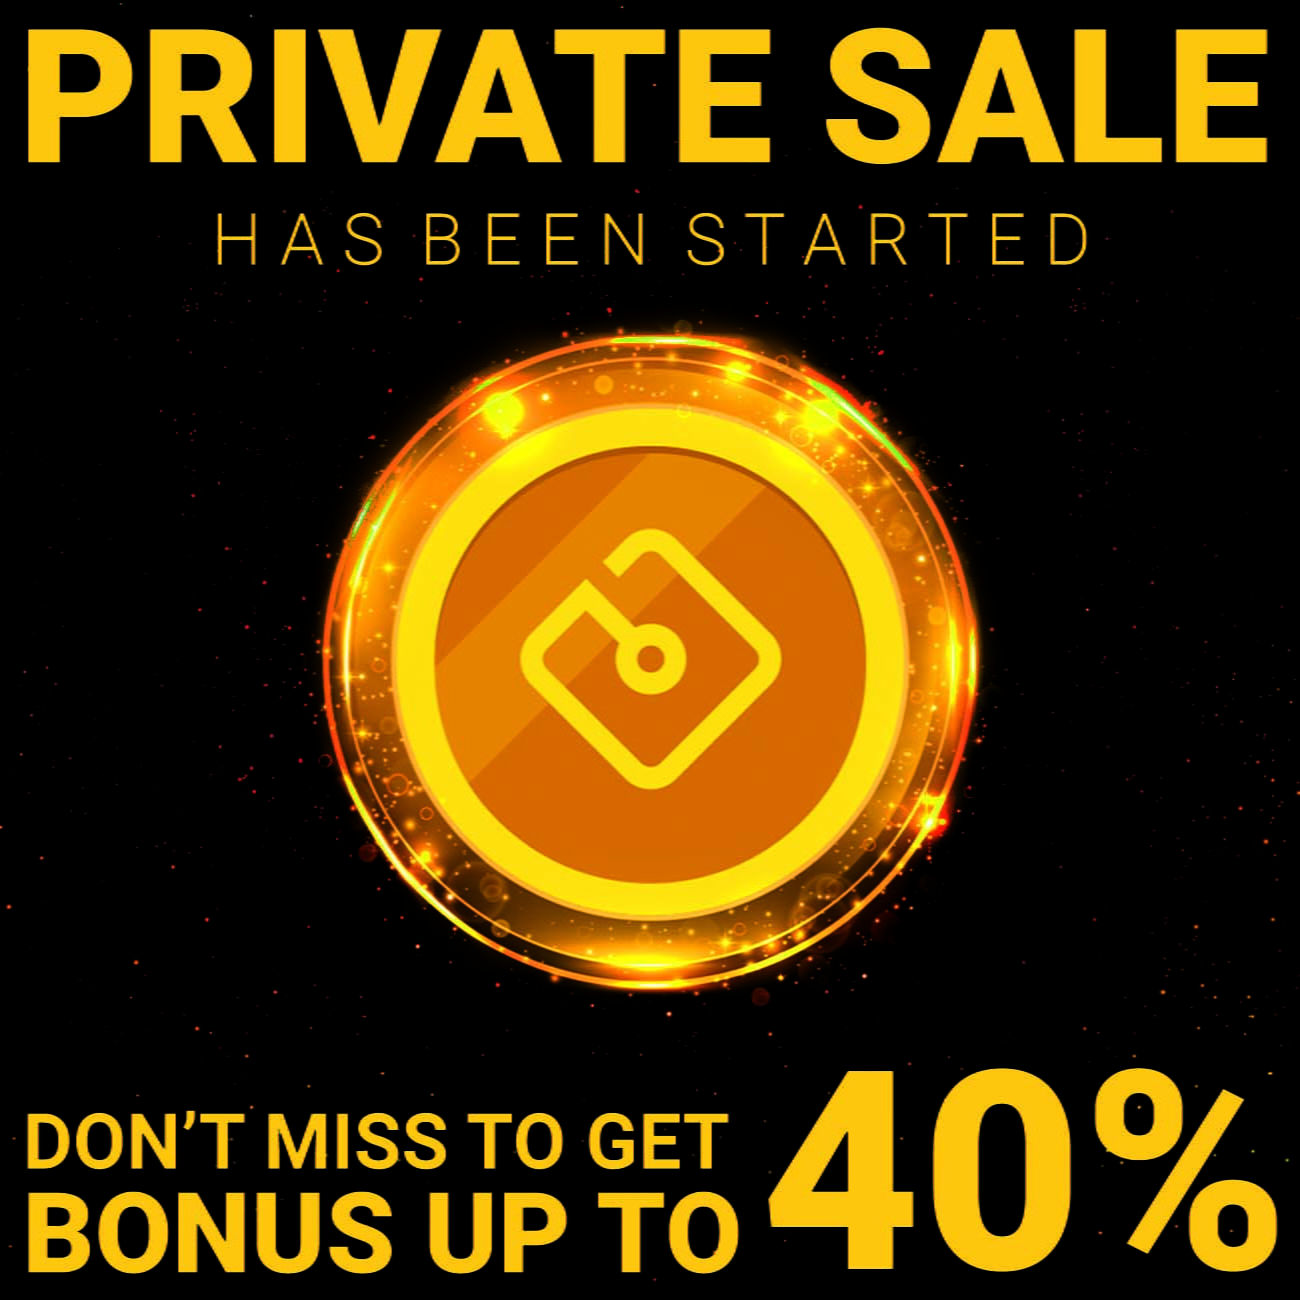 PRIVATE SALE
HAS BEEN STARTED
DON’T MISS TO GET
BONUS UP TO 40%